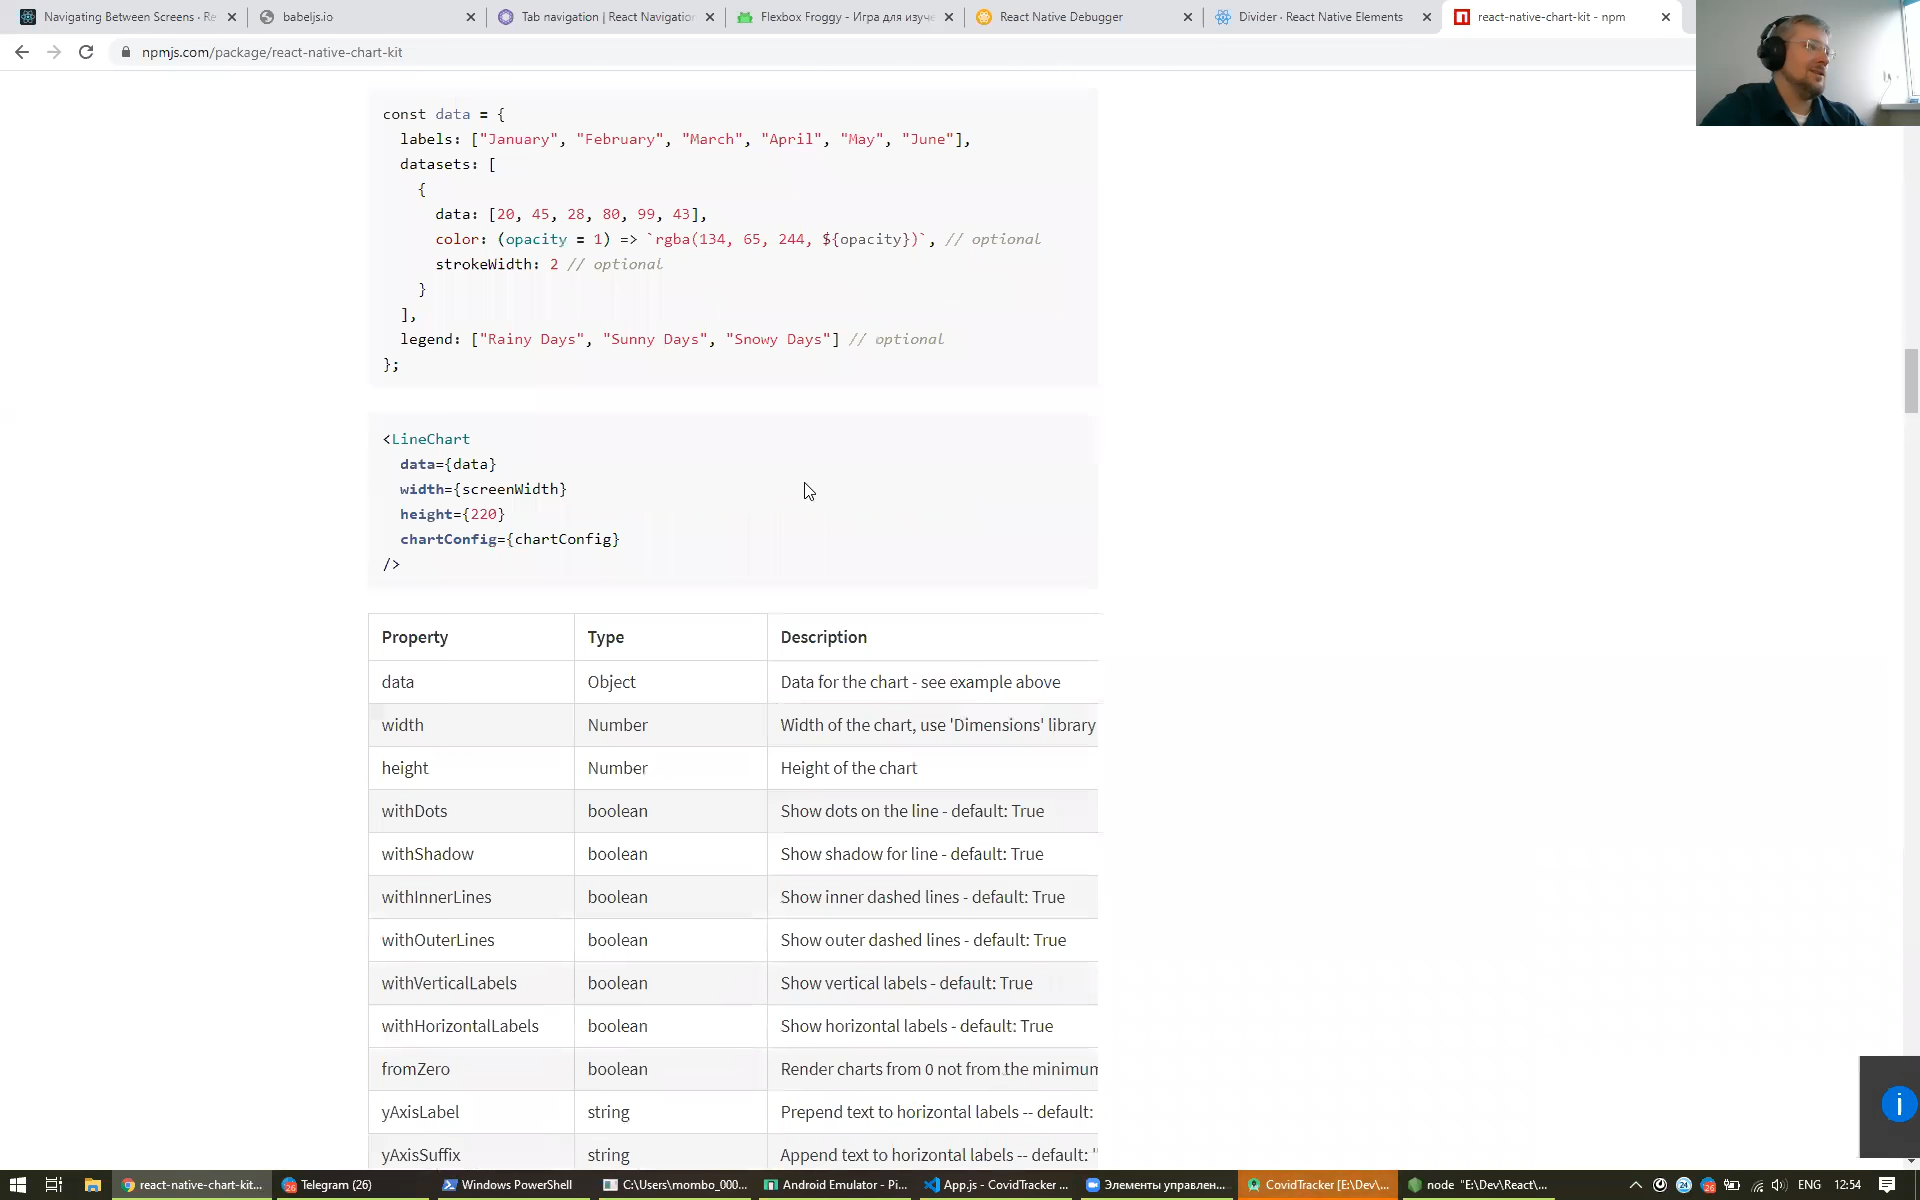 Navigating Between Screens · Re
babeljs.io
Tab navigation | React Navigation
Flexbox Froggy - Игра для изуче
React Native Debugger
Divider · React Native Elements
react-native-chart-kit - npm
npmjs.com/package/react-native-chart-kit
const data = {
labels: ["January", "February", "March", "April", "May", "June"],
datasets: [
{
data: [20, 45, 28, 80, 99, 43],
color: (opacity = 1) => `rgba(134, 65, 244, ${opacity})`, // optional
strokeWidth: 2 // optional
}
],
legend: ["Rainy Days", "Sunny Days", "Snowy Days"] // optional
};
<LineChart
data={data}
width={screenWidth}
height={220}
chartConfig={chartConfig}
/>
Property Type Description
data Object Data for the chart - see example above
width Number Width of the chart, use 'Dimensions' library
height Number Height of the chart
withDots boolean Show dots on the line - default: True
withShadow boolean Show shadow for line - default: True
withInnerLines boolean Show inner dashed lines - default: True
withOuterLines boolean Show outer dashed lines - default: True
withVerticalLabels boolean Show vertical labels - default: True
withHorizontalLabels boolean Show horizontal labels - default: True
fromZero boolean Render charts from 0 not from the minimum
yAxisLabel string Prepend text to horizontal labels -- default:
yAxisSuffix string Append text to horizontal labels -- default: "
react-native-chart-kit...
Telegram (26)
Windows PowerShell
C:\Users\mombo_000...
Android Emulator - Pi...
App.js - CovidTracker ...
Элементы управлен...
CovidTracker [E:\Dev\...
node "E:\Dev\React\...
ENG
12:54